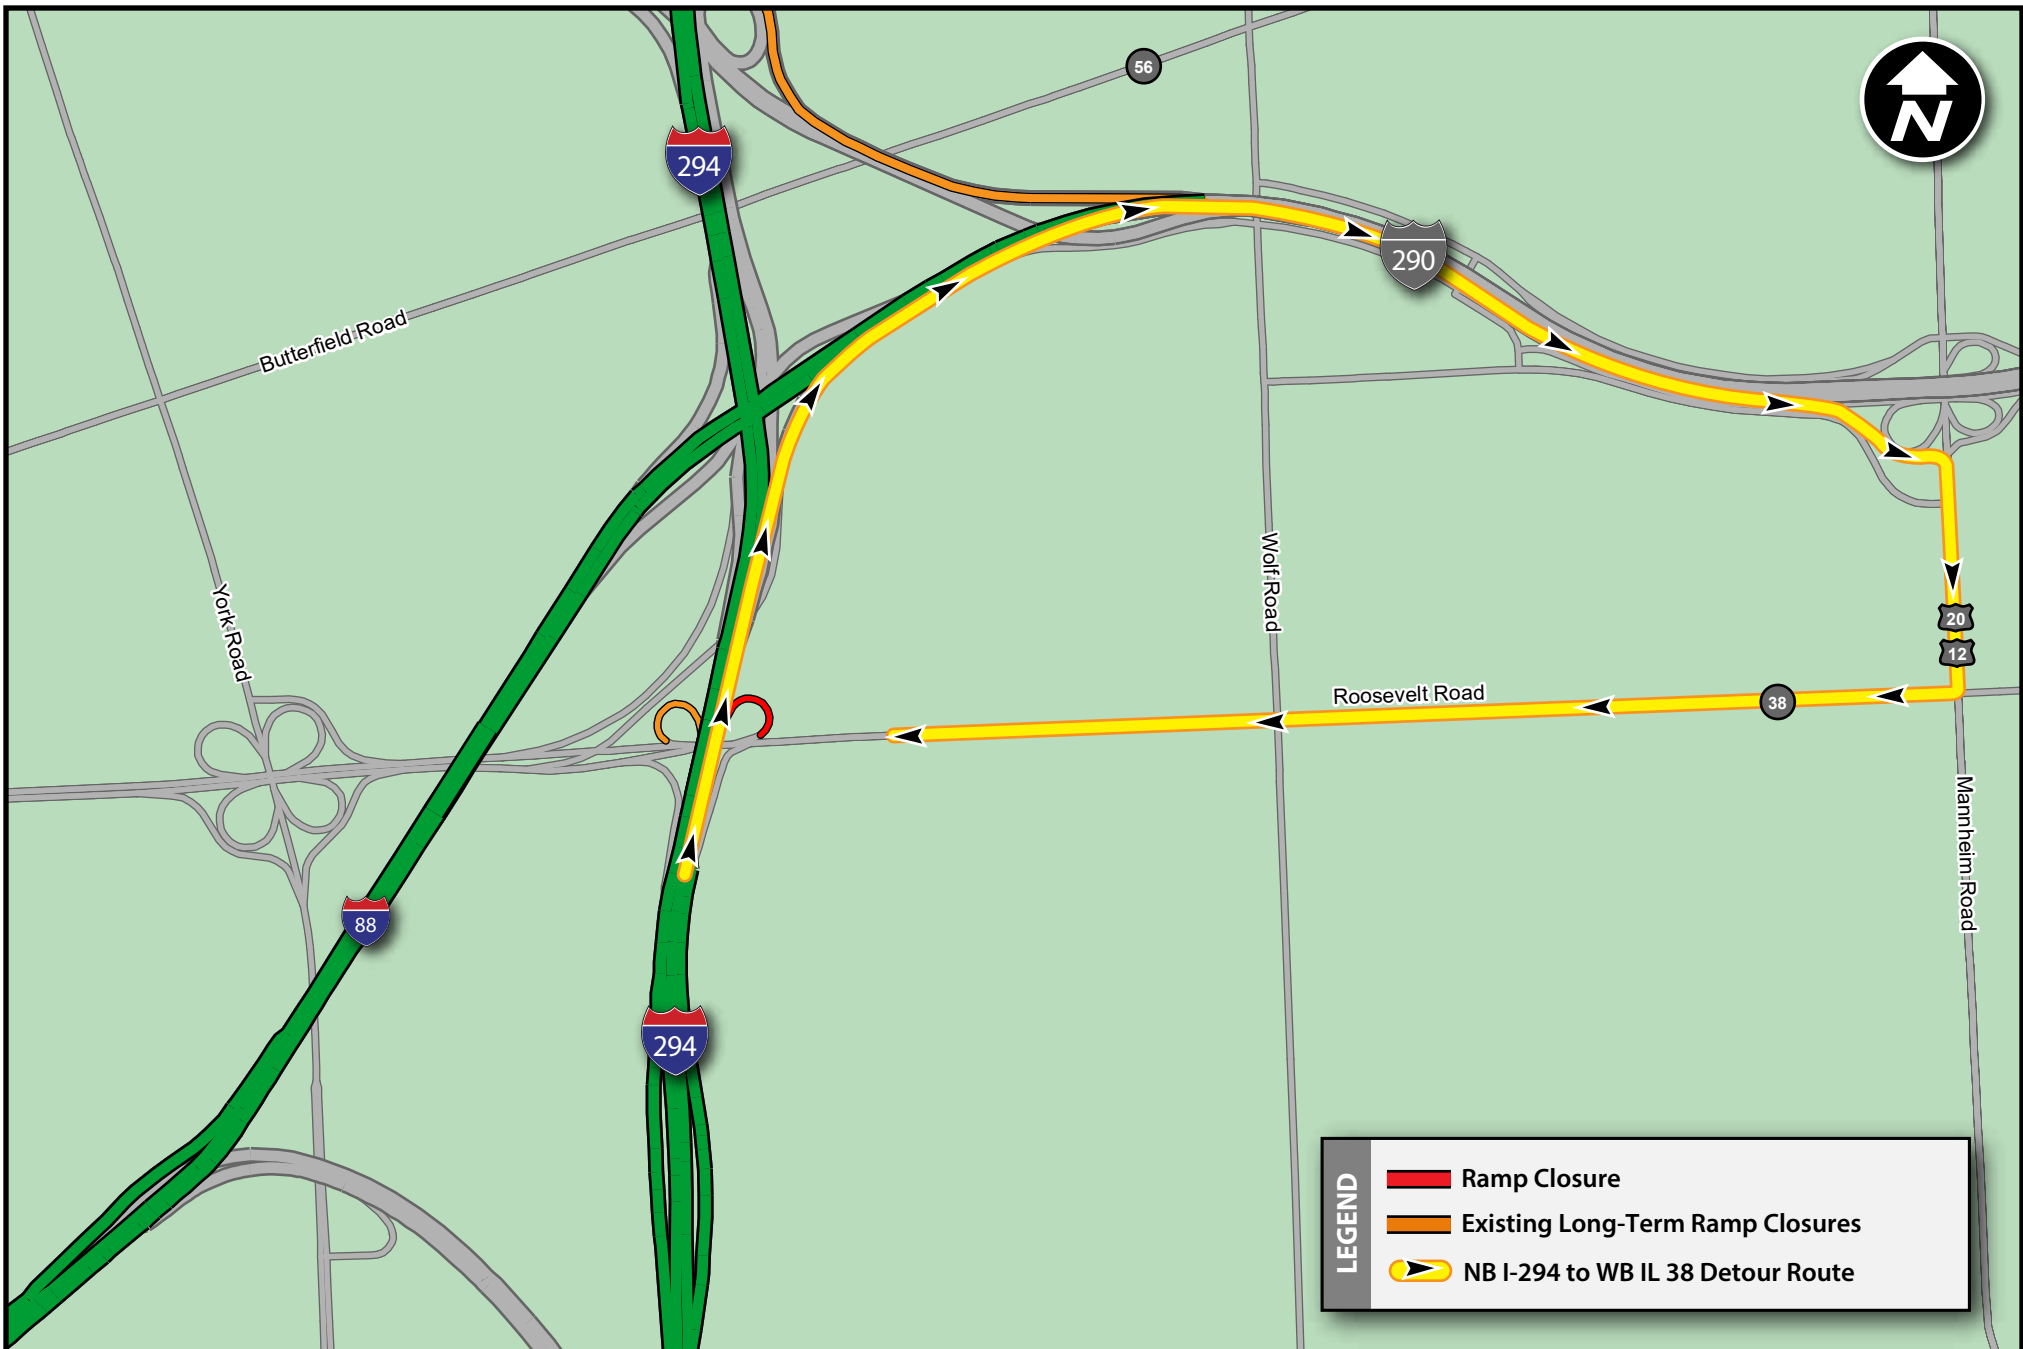 56
N
294
290
Butterfield Road
Wolf Road
York Road
20
12
Roosevelt Road
38
Mannheim Road
88
294
LEGEND
Ramp Closure
Existing Long-Term Ramp Closures
NB I-294 to WB IL 38 Detour Route